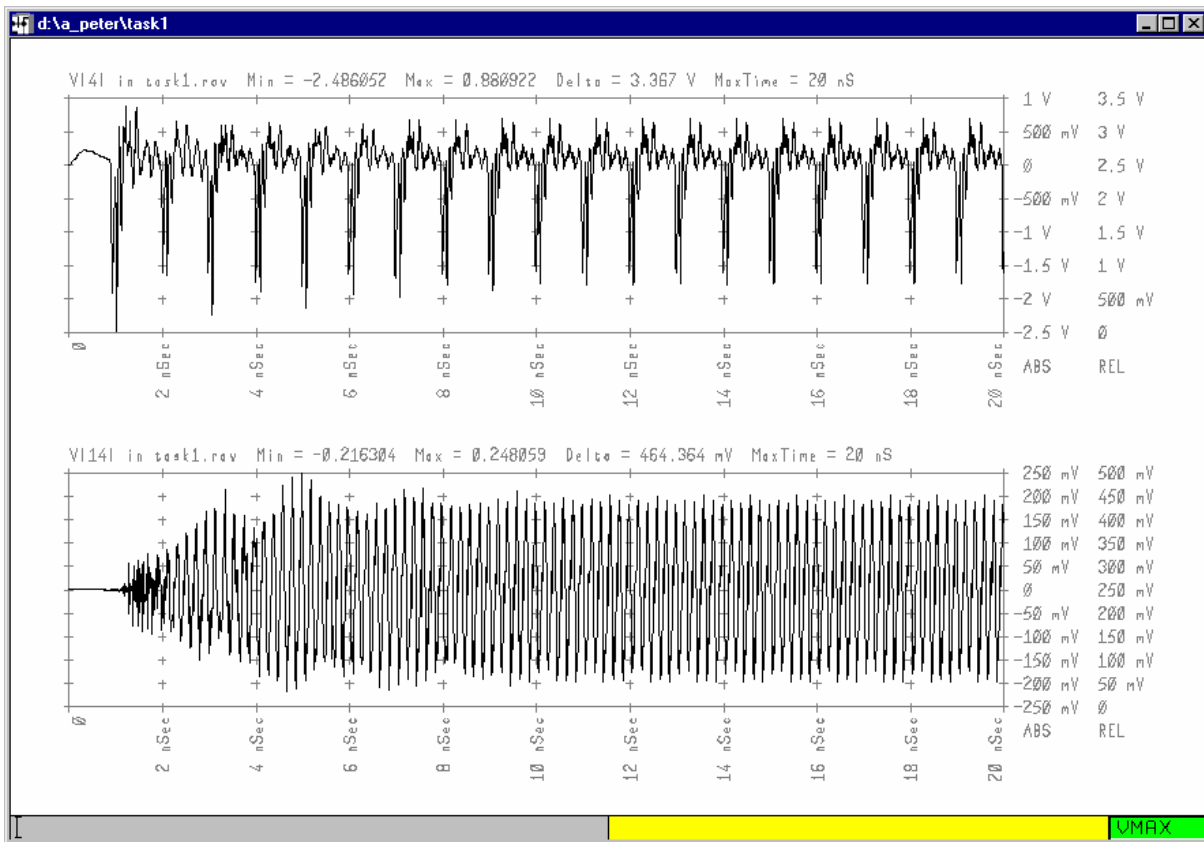 d:\a_peter\task1
V|4| in task1.raw Min = -2.486052 Max = 0.880922 Delta = 3.367 V MaxTime = 20 nS
1 V 3.5 V
500 mV 3 V
0 2.5 V
-500 mV 2 V
-1 V 1.5 V
-1.5 V 1 V
-2 V 500 mV
-2.5 V 0
ABS REL
0
2 nSec
4 nSec
6 nSec
8 nSec
10 nSec
12 nSec
14 nSec
16 nSec
18 nSec
20 nSec
V|14| in task1.raw Min = -0.216304 Max = 0.248059 Delta = 464.364 mV MaxTime = 20 nS
250 mV 500 mV
200 mV 450 mV
150 mV 400 mV
100 mV 350 mV
50 mV 300 mV
0 250 mV
-50 mV 200 mV
-100 mV 150 mV
-150 mV 100 mV
-200 mV 50 mV
-250 mV 0
ABS REL
0
2 nSec
4 nSec
6 nSec
8 nSec
10 nSec
12 nSec
14 nSec
16 nSec
18 nSec
20 nSec
VMAX